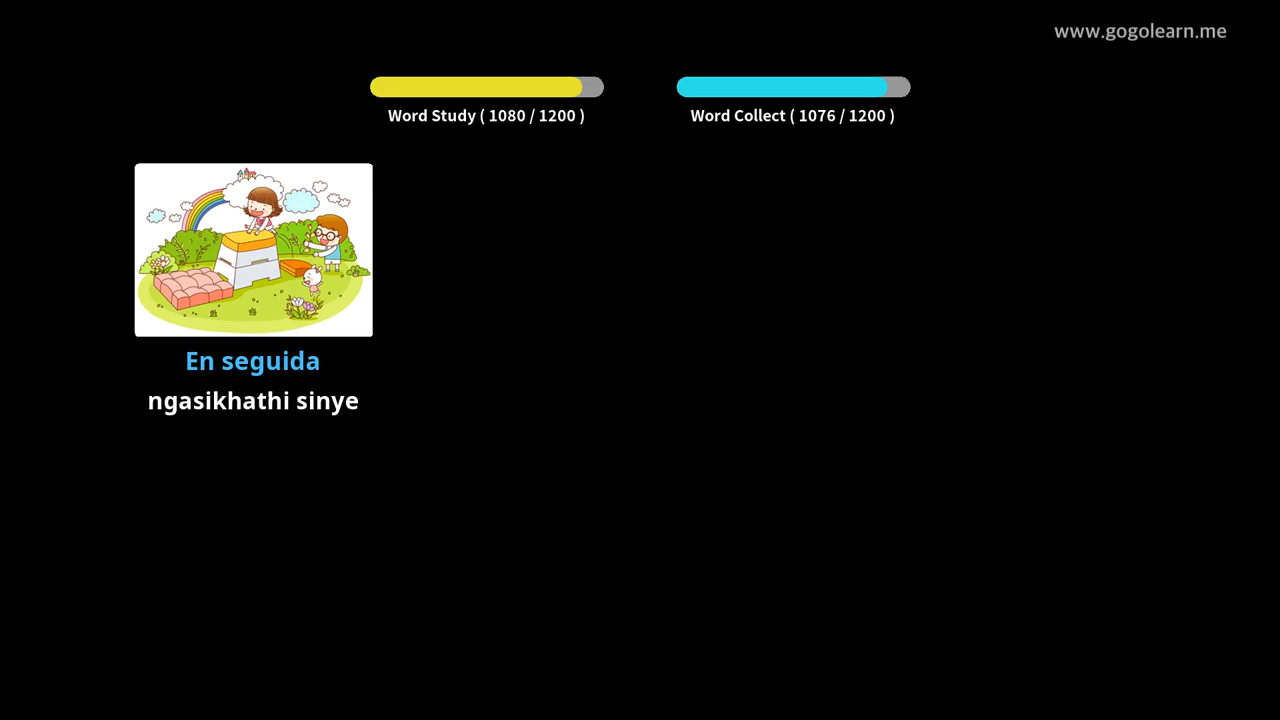 www.gogolearn.me
Word Study ( 1080 / 1200 )
Word Collect ( 1076 / 1200 )
En seguida
ngasikhathi sinye